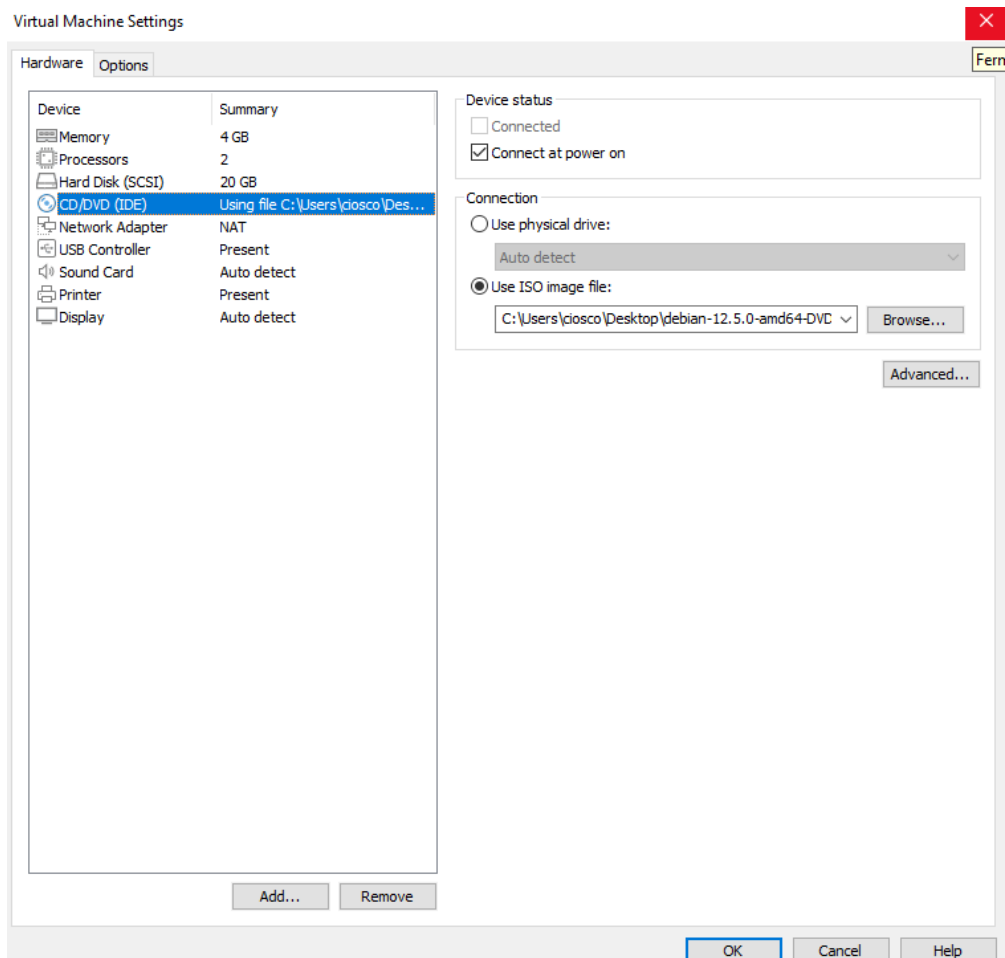 Virtual Machine Settings
Hardware Options
Fern
Device Summary
Memory 4 GB
Processors 2
Hard Disk (SCSI) 20 GB
CD/DVD (IDE) Using file C:\Users\ciosco\Des...
Network Adapter NAT
USB Controller Present
Sound Card Auto detect
Printer Present
Display Auto detect
Device status
Connected
Connect at power on
Connection
Use physical drive:
Auto detect
Use ISO image file:
C:\Users\ciosco\Desktop\debian-12.5.0-amd64-DVD
Browse...
Advanced...
Add... Remove
OK Cancel Help